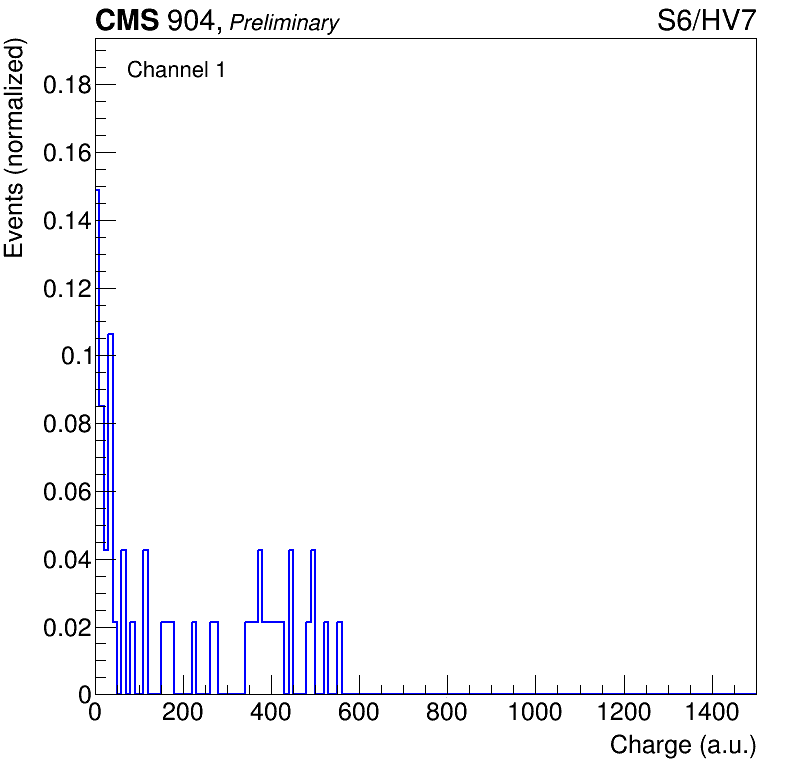 CMS 904, Preliminary
S6/HV7
Channel 1
Events (normalized)
0.18
0.16
0.14
0.12
0.1
0.08
0.06
0.04
0.02
0
0 200 400 600 800 1000 1200 1400
Charge (a.u.)